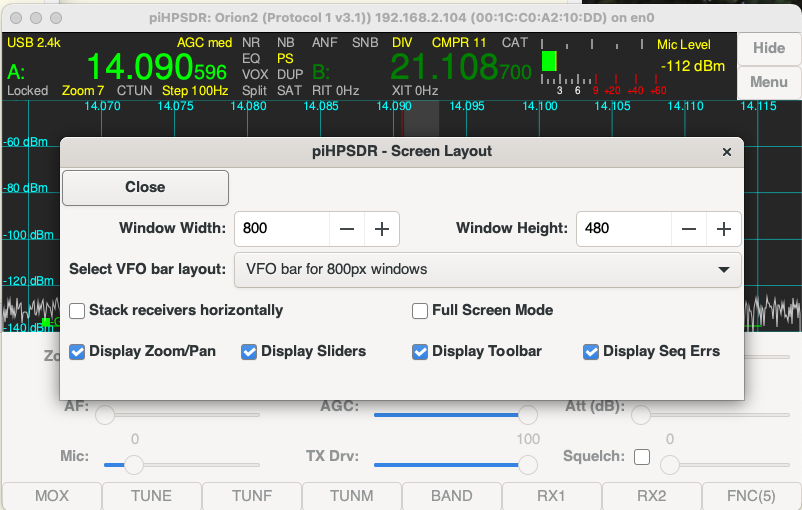 piHPSDR: Orion2 (Protocol 1 v3.1)) 192.168.2.104 (00:1C:C0:A2:10:DD) on en0
USB 2.4k AGC med NR NB ANF SNB DIV CMPR 11 CAT Mic Level Hide
A: 14.090596 EQ PS B: 21.108700 -112 dBm
VOX DUP
Locked Zoom 7 CTUN Step 100Hz Split SAT RIT 0Hz XIT 0Hz 3 6 9 +20 +40 +60 Menu
14.070 14.075 14.080 14.085 14.090 14.095 14.100 14.105 14.110 14.115
-60 dBm
piHPSDR - Screen Layout ×
-80 dBm
Close
Window Width: 800 Window Height: 480
-100 dBm
Select VFO bar layout: VFO bar for 800px windows
-120 dBm
Stack receivers horizontally Full Screen Mode
-140 dBm
Display Zoom/Pan Display Sliders Display Toolbar Display Seq Errs
AF: AGC: Att (dB):
0 100 0
Mic: TX Drv: Squelch:
MOX TUNE TUNF TUNM BAND RX1 RX2 FNC(5)